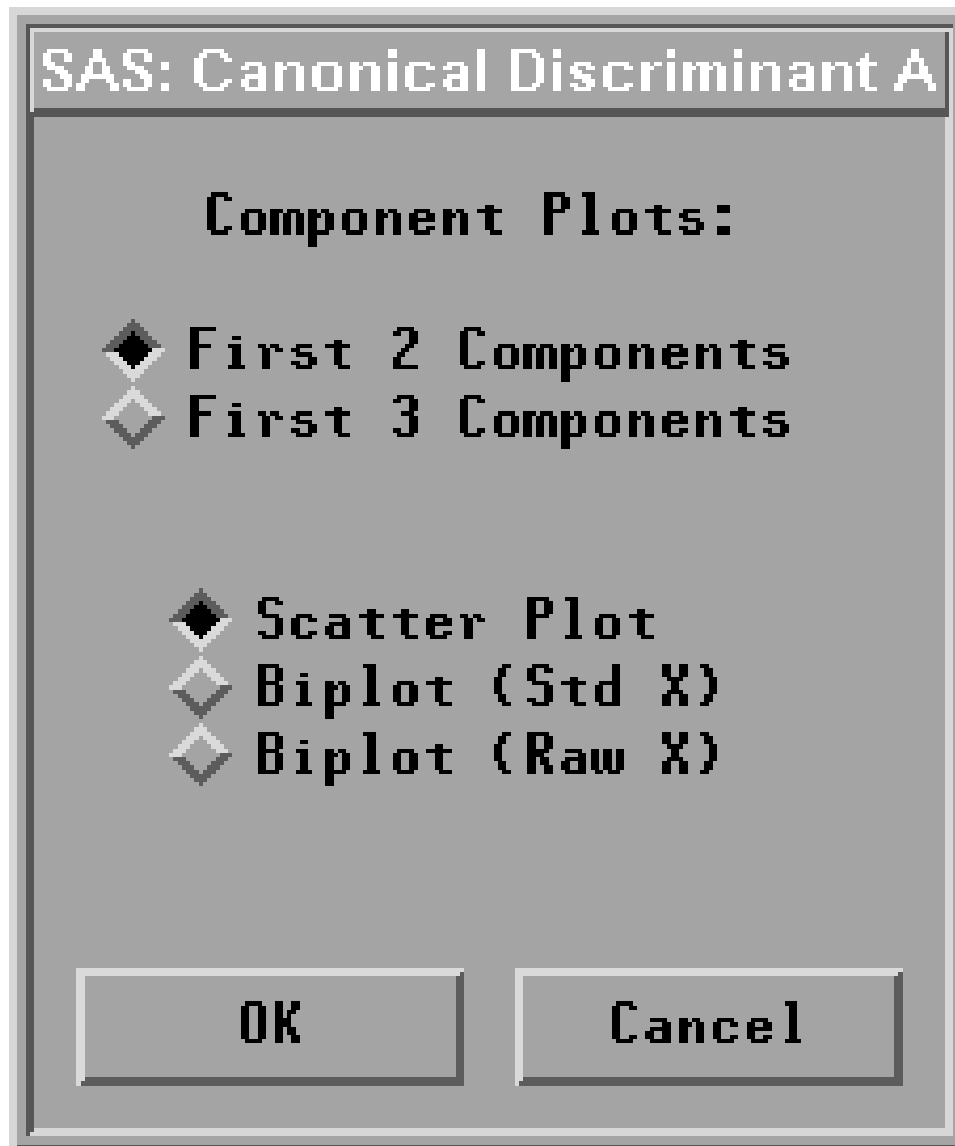 SAS: Canonical Discriminant A
Component Plots:
First 2 Components
First 3 Components
Scatter Plot
Biplot (Std X)
Biplot (Raw X)
OK
Cancel